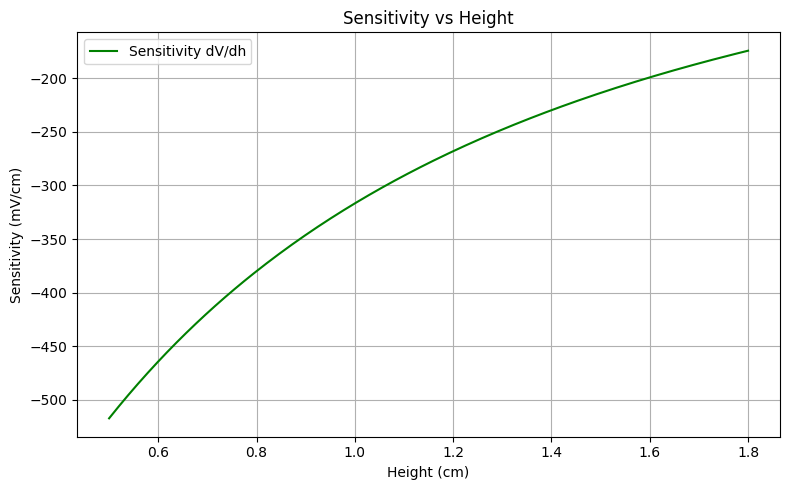 Sensitivity vs Height
Sensitivity dV/dh
Sensitivity (mV/cm)
−200
−250
−300
−350
−400
−450
−500
0.6 0.8 1.0 1.2 1.4 1.6 1.8
Height (cm)